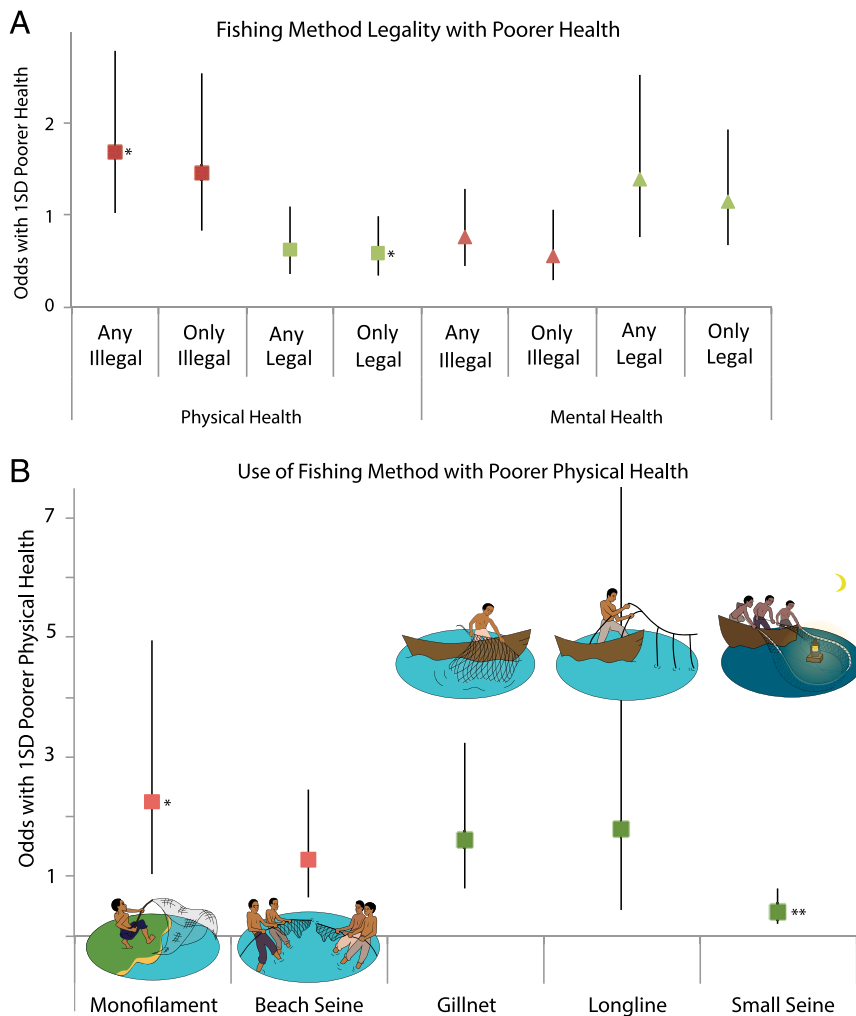 A
Fishing Method Legality with Poorer Health
Odds with 1SD Poorer Health
2
1
0
*
*
Any Illegal
Only Illegal
Any Legal
Only Legal
Any Illegal
Only Illegal
Any Legal
Only Legal
Physical Health
Mental Health
B
Use of Fishing Method with Poorer Physical Health
Odds with 1SD Poorer Physical Health
7
5
3
1
*
**
Monofilament
Beach Seine
Gillnet
Longline
Small Seine